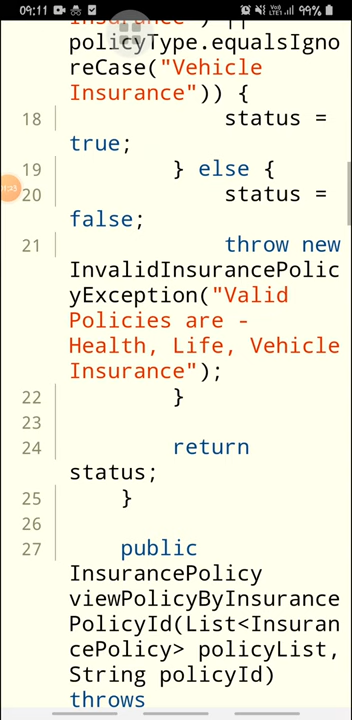 09:11 99%
Insurance") ||
policyType.equalsIgno
reCase("Vehicle
Insurance")) {
18 status =
true;
19 } else {
20 status =
false;
21 throw new
InvalidInsurancePolic
yException("Valid
Policies are -
Health, Life, Vehicle
Insurance");
22 }
23
24 return
status;
25 }
26
27 public
InsurancePolicy
viewPolicyByInsurance
PolicyId(List<Insuran
cePolicy> policyList,
String policyId)
throws